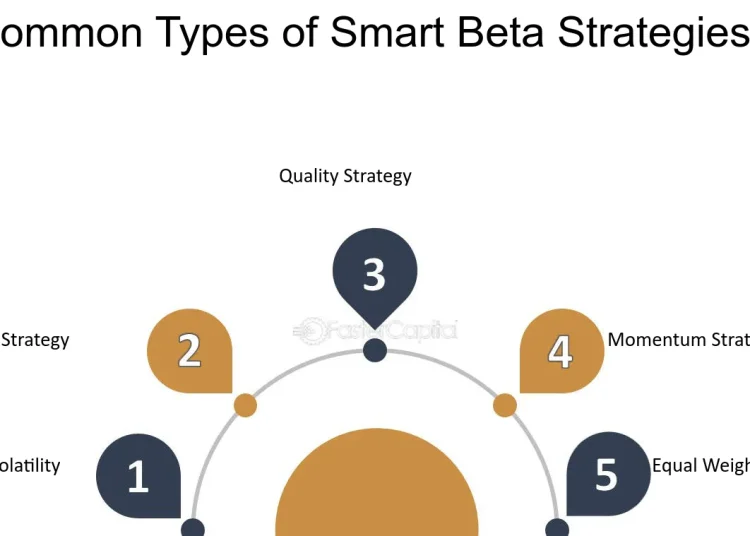 ommon Types of Smart Beta Strategies
Quality Strategy
3
FasterCapital
2
4
Strategy
Momentum Strat
olatility
1
5
Equal Weigh